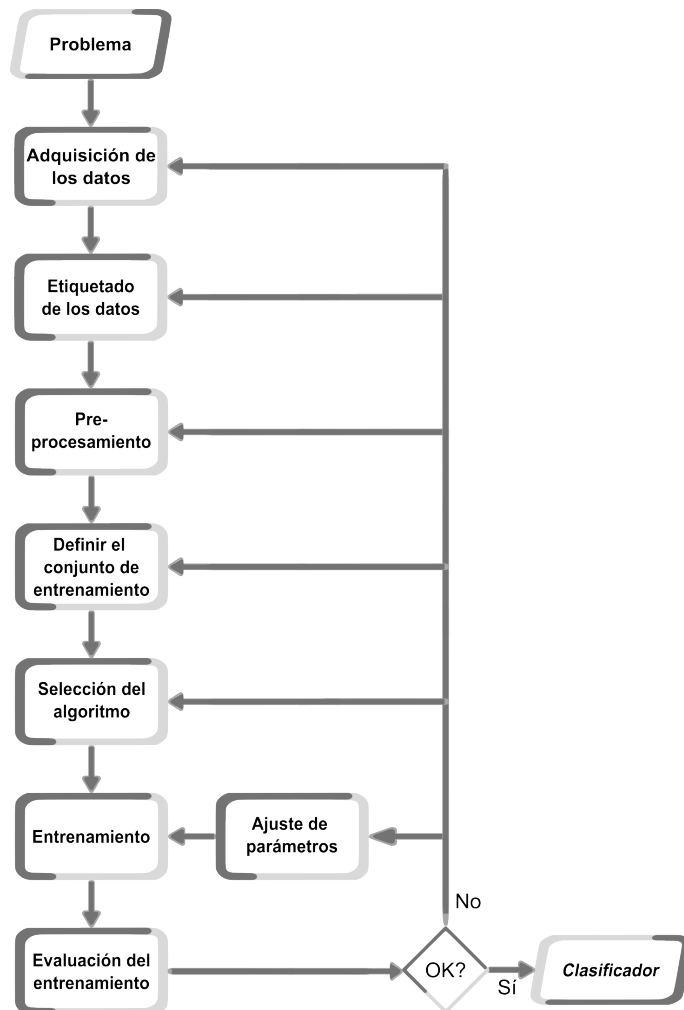 Problema
Adquisición de
los datos
Etiquetado
de los datos
Pre-
procesamiento
Definir el
conjunto de
entrenamiento
Selección del
algoritmo
Entrenamiento
Ajuste de
parámetros
No
Evaluación del
entrenamiento
OK?
Sí
Clasificador